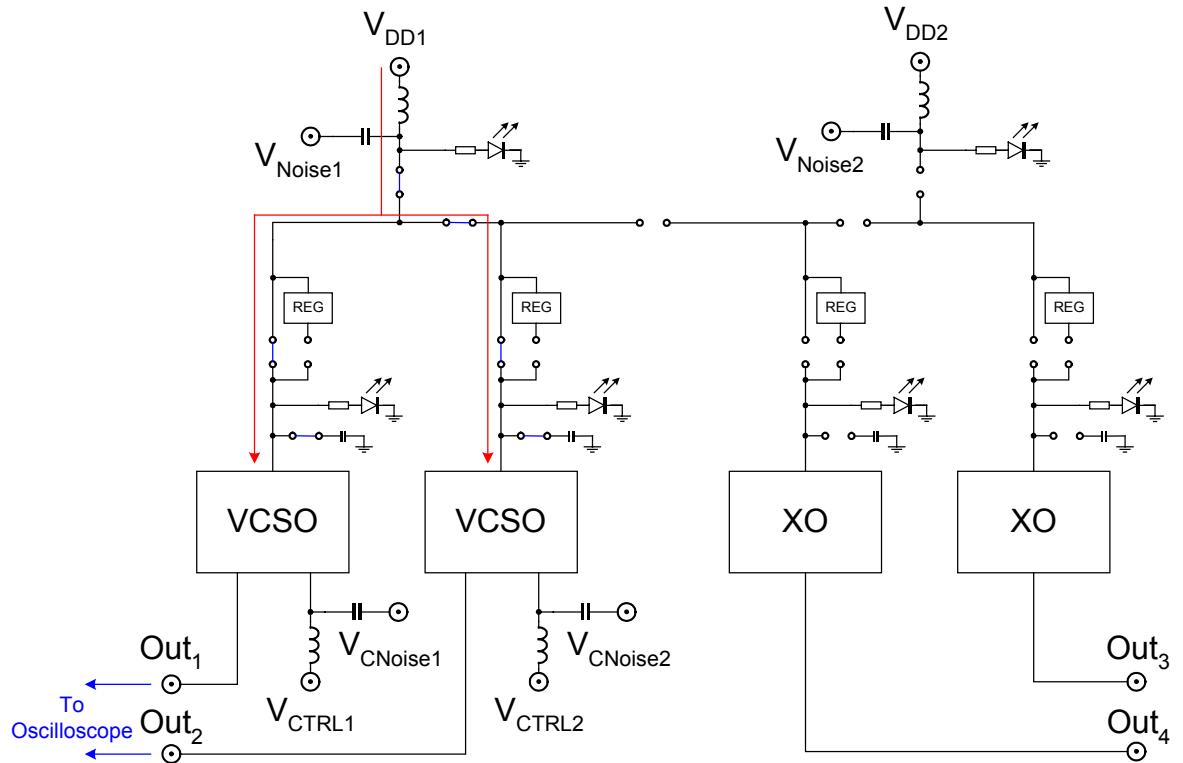 VDD1
VDD2
VNoise1
VNoise2
REG
REG
REG
REG
VCSO
VCSO
XO
XO
Out1
VCNoise1
VCNoise2
Out3
To
Oscilloscope
Out2
VCTRL1
VCTRL2
Out4